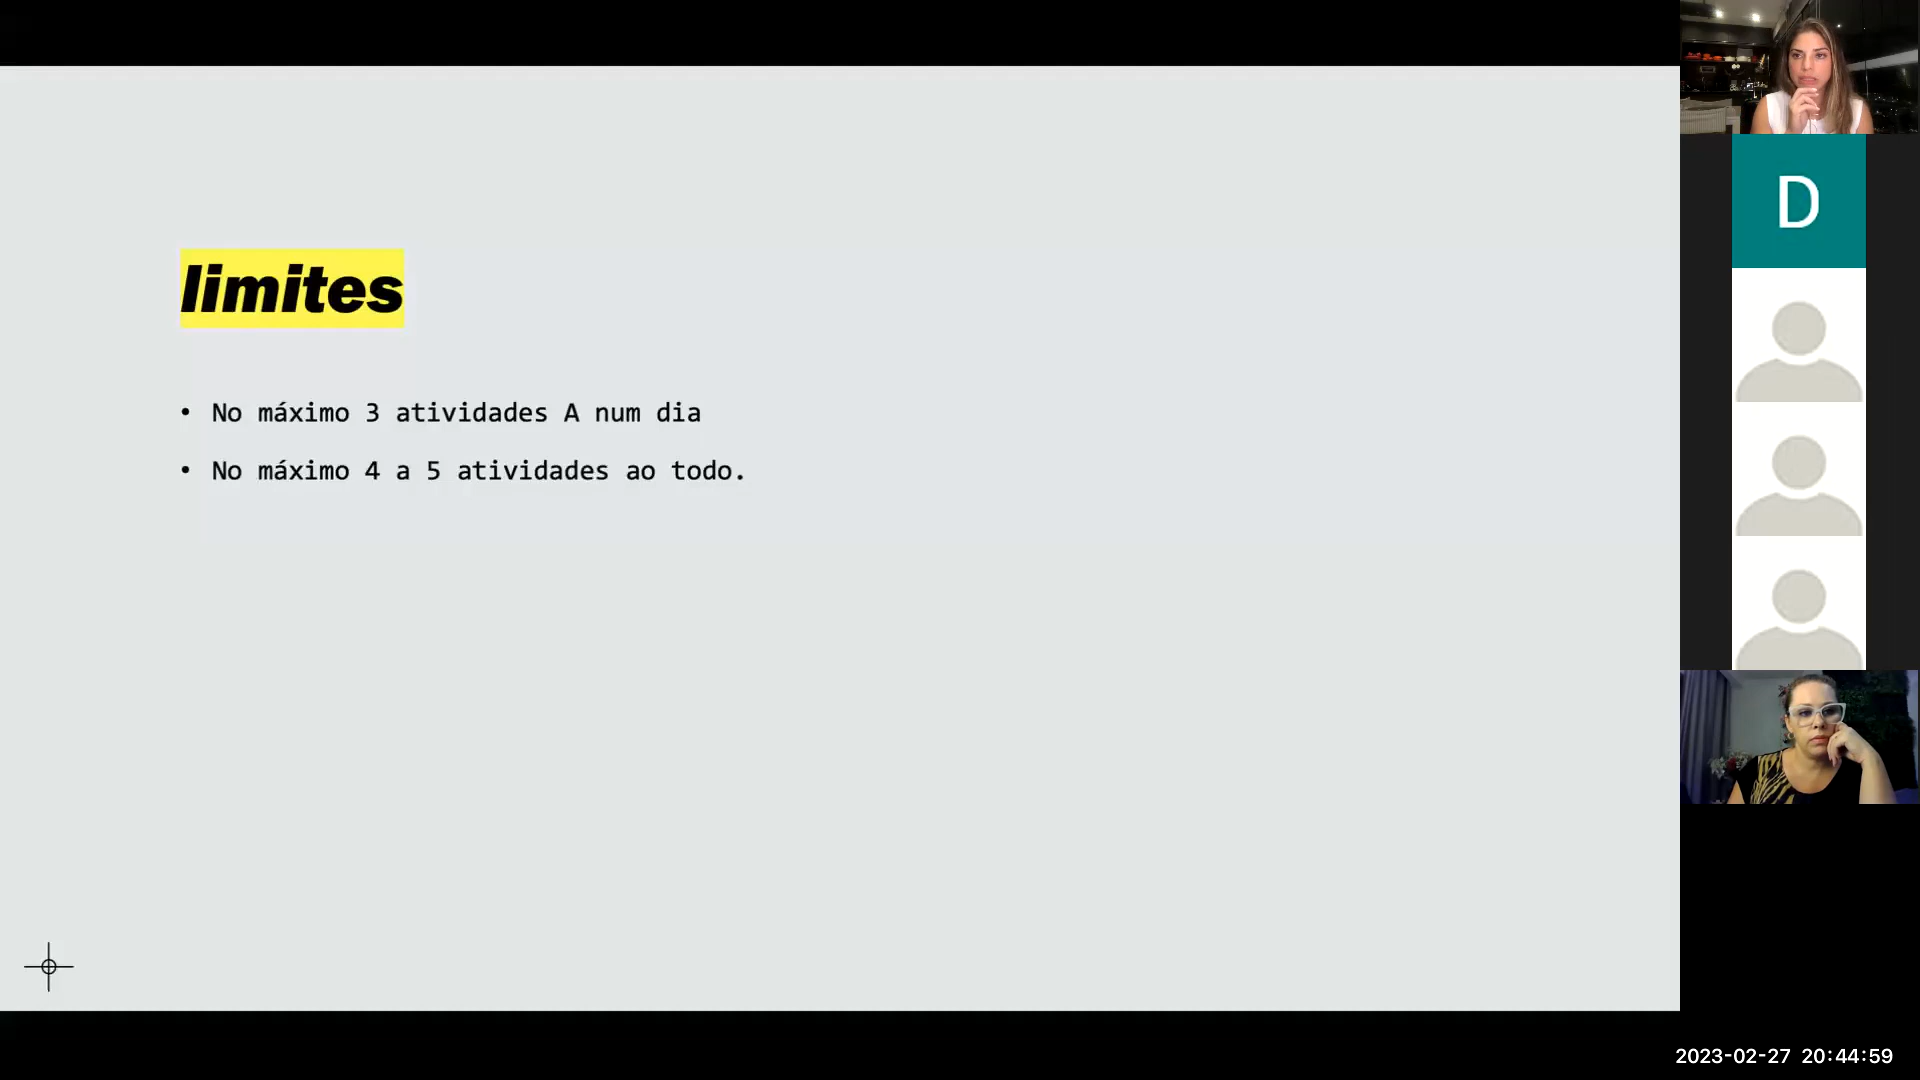 limites
• No máximo 3 atividades A num dia
• No máximo 4 a 5 atividades ao todo.
D
2023-02-27 20:44:59